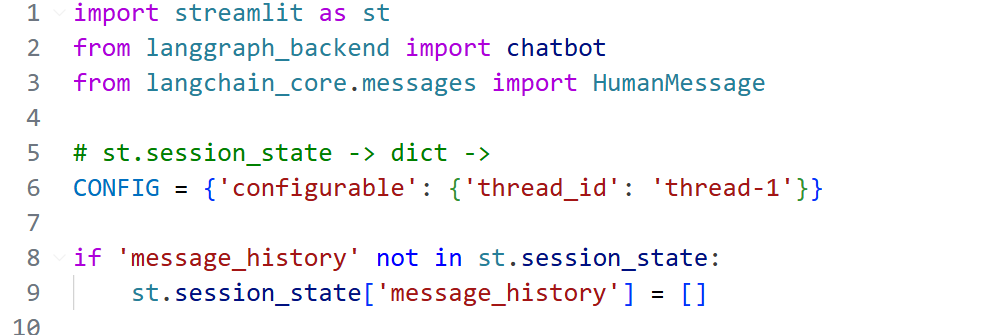 1 import streamlit as st
2 from langgraph_backend import chatbot
3 from langchain_core.messages import HumanMessage
4
5 # st.session_state -> dict ->
6 CONFIG = {'configurable': {'thread_id': 'thread-1'}}
7
8 if 'message_history' not in st.session_state:
9     st.session_state['message_history'] = []
10